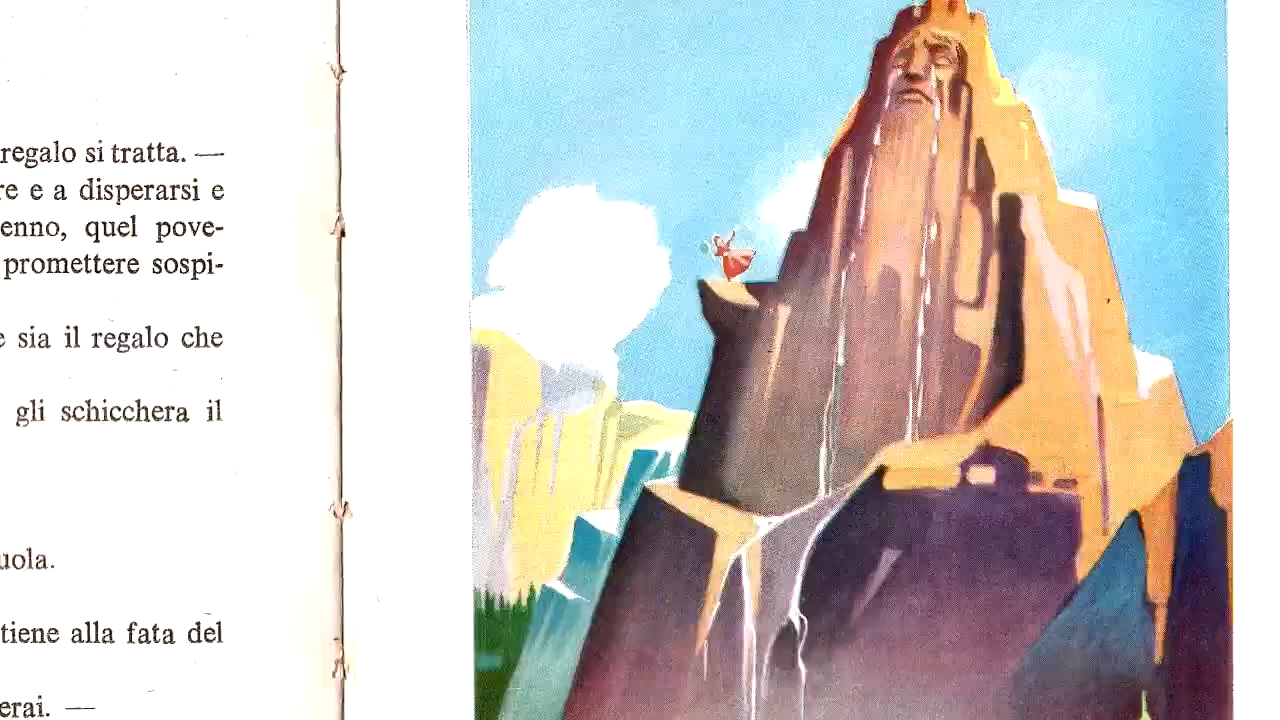 regalo si tratta. —
re e a disperarsi e
enno, quel pove-
promettere sospi-
e sia il regalo che
gli schicchera il
uola.
tiene alla fata del
erai. —